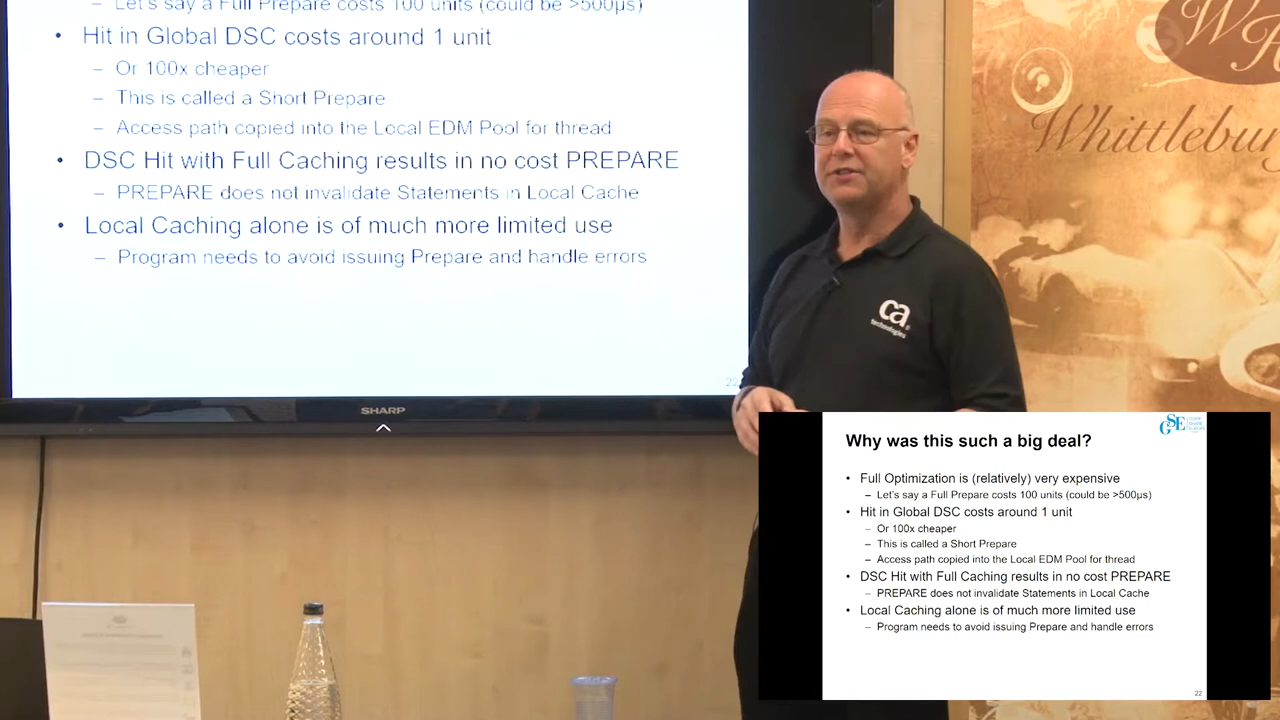 Let's say a Full Prepare costs 100 units (could be >500µs)
• Hit in Global DSC costs around 1 unit
– Or 100x cheaper
– This is called a Short Prepare
– Access path copied into the Local EDM Pool for thread
• DSC Hit with Full Caching results in no cost PREPARE
– PREPARE does not invalidate Statements in Local Cache
• Local Caching alone is of much more limited use
– Program needs to avoid issuing Prepare and handle errors
22
SHARP
W
Whittlebur
ca
technologies
GSE
Why was this such a big deal?
• Full Optimization is (relatively) very expensive
– Let's say a Full Prepare costs 100 units (could be >500µs)
• Hit in Global DSC costs around 1 unit
– Or 100x cheaper
– This is called a Short Prepare
– Access path copied into the Local EDM Pool for thread
• DSC Hit with Full Caching results in no cost PREPARE
– PREPARE does not invalidate Statements in Local Cache
• Local Caching alone is of much more limited use
– Program needs to avoid issuing Prepare and handle errors
22